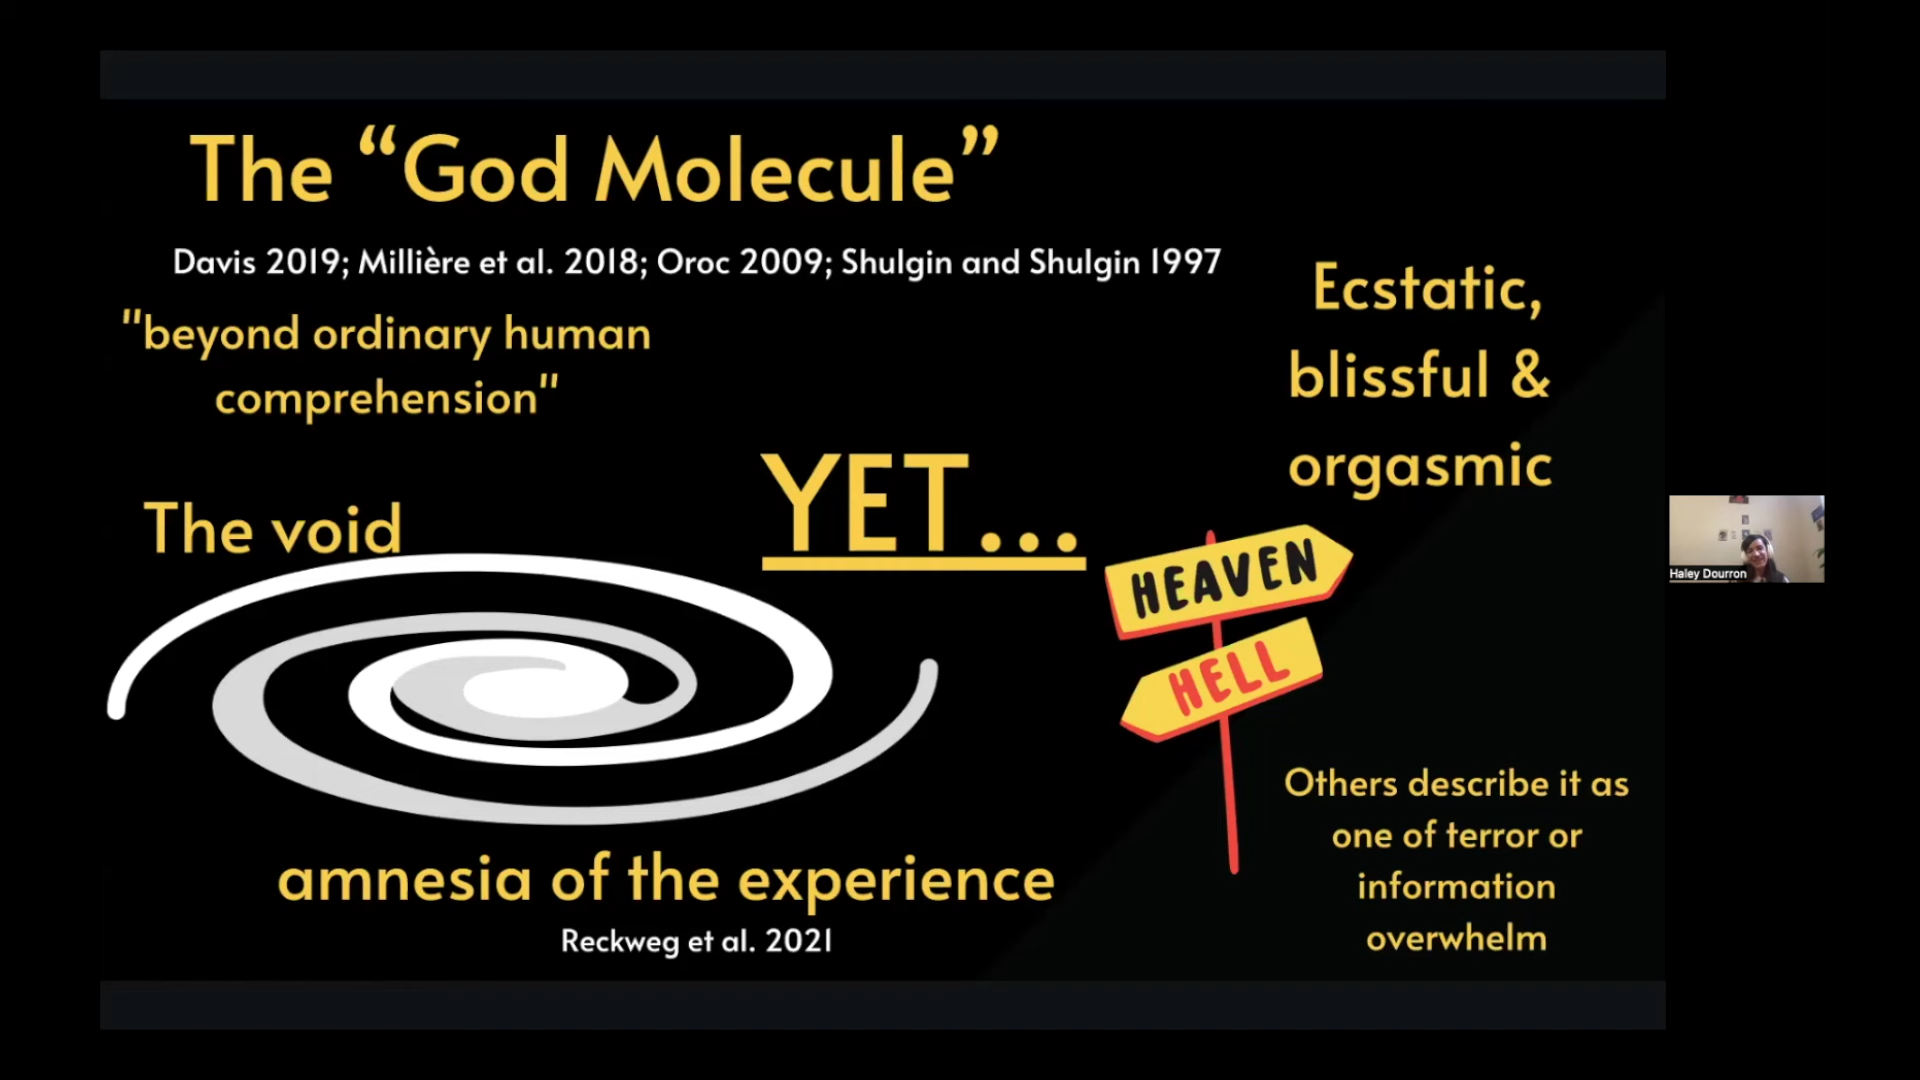 The “God Molecule”
Davis 2019; Millière et al. 2018; Oroc 2009; Shulgin and Shulgin 1997
"beyond ordinary human
comprehension"
The void
YET...
Ecstatic,
blissful &
orgasmic
HEAVEN
HELL
Others describe it as
one of terror or
information
overwhelm
amnesia of the experience
Reckweg et al. 2021
Haley Dourron